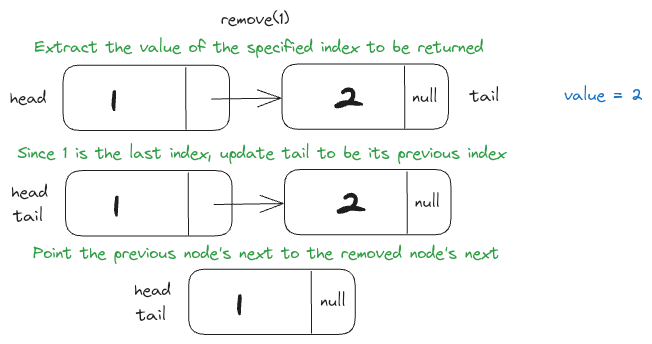 remove(1)
Extract the value of the specified index to be returned
head 1 2 null tail value = 2
Since 1 is the last index, update tail to be its previous index
head
tail 1 2 null
Point the previous node's next to the removed node's next
head
tail 1 null